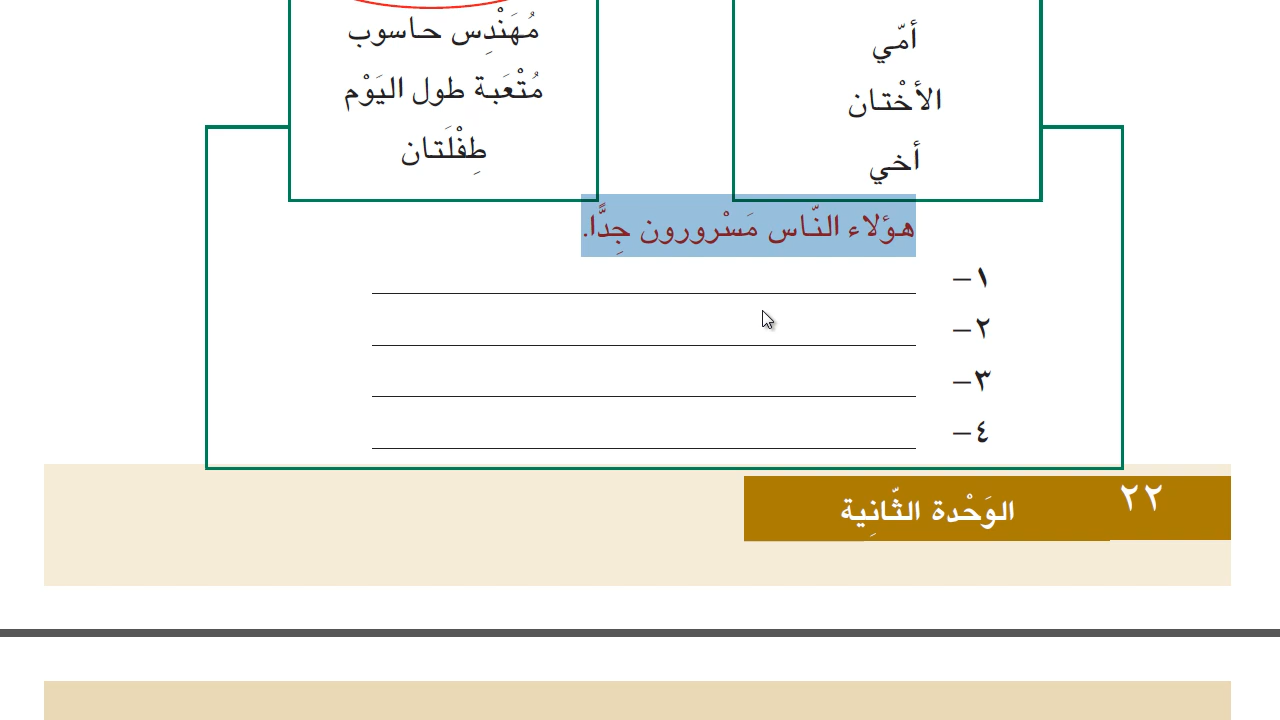 أمّي
الأخْتان
أخي
مُهَنْدِس حاسوب
مُتْعَبة طول اليَوْم
طِفْلَتان
هؤلاء النّاس مَسْرورون جِدًّا.
١–
٢–
٣–
٤–
٢٢
الوَحْدة الثّانِية